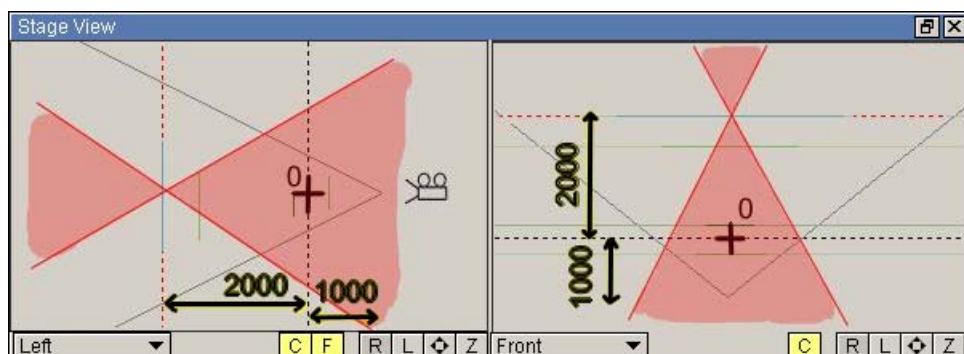 Stage View
0
2000
1000
0
2000
1000
Left
C F R L Z
Front
C R L Z